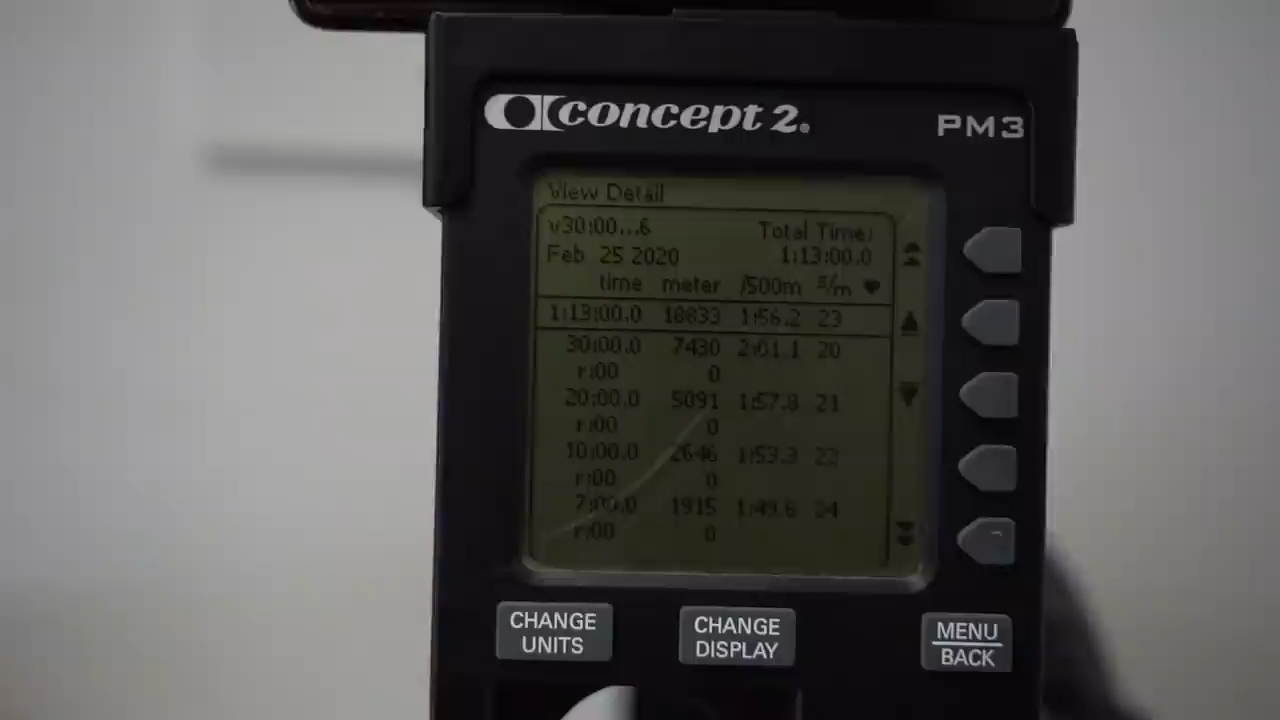 concept 2.
PM3
View Detail
v30:00...6 Total Time:
Feb 25 2020 1:13:00.0
time meter /500m s/m
1:13:00.0 18833 1:56.2 23
30:00.0 7430 2:01.1 20
r:00 0
20:00.0 5091 1:57.8 21
r:00 0
10:00.0 2646 1:53.3 22
r:00 0
7:00.0 1915 1:49.6 24
r:00 0
CHANGE UNITS
CHANGE DISPLAY
MENU
BACK